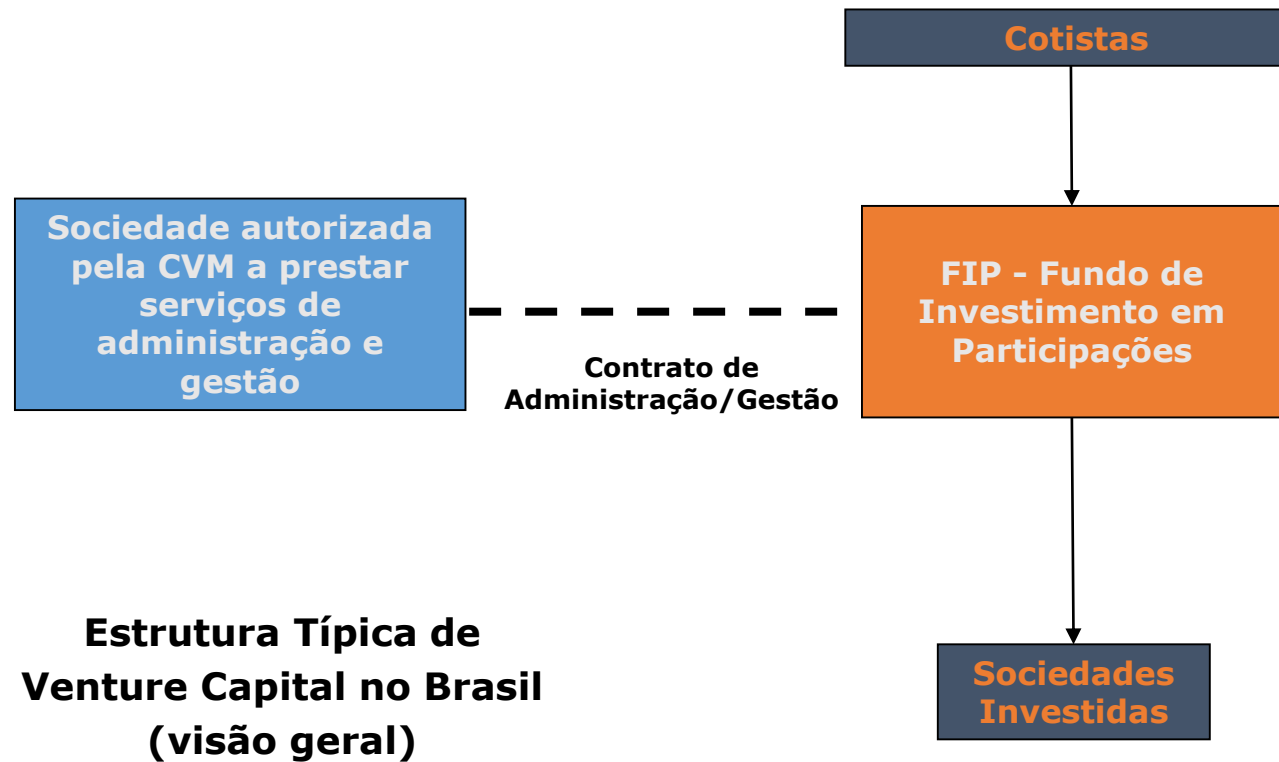 Cotistas
Sociedade autorizada
pela CVM a prestar
serviços de
administração e
gestão
Contrato de
Administração/Gestão
FIP - Fundo de
Investimento em
Participações
Estrutura Típica de
Venture Capital no Brasil
(visão geral)
Sociedades
Investidas